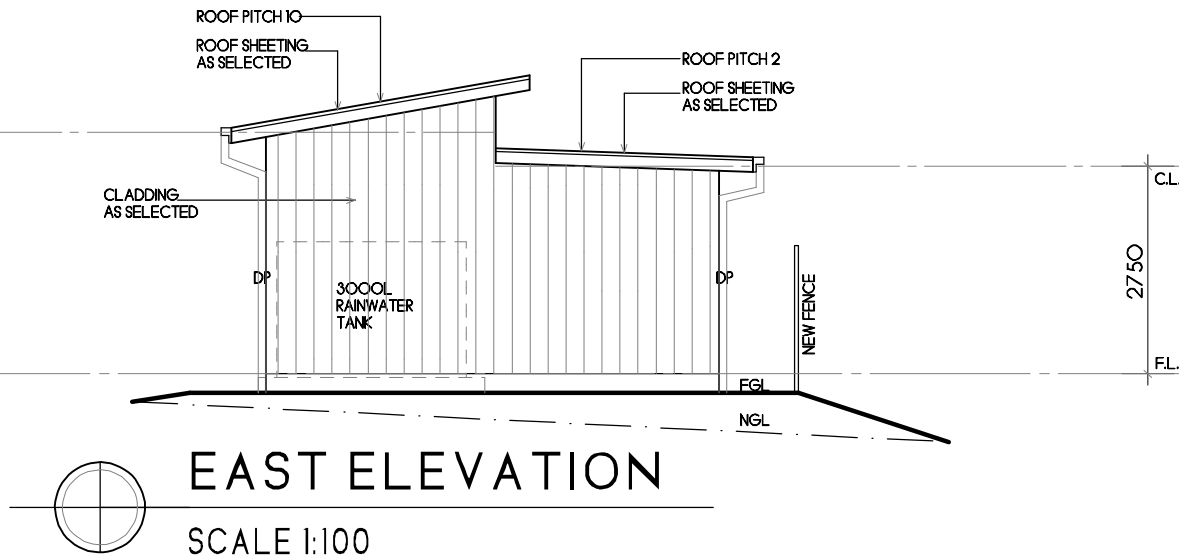 ROOF PITCH 10
ROOF SHEETING
AS SELECTED
ROOF PITCH 2
ROOF SHEETING
AS SELECTED
CLADDING
AS SELECTED
C.L.
DP
3000L
RAINWATER
TANK
DP
NEW FENCE
2750
F.L.
FGL
NGL
EAST ELEVATION
SCALE 1:100